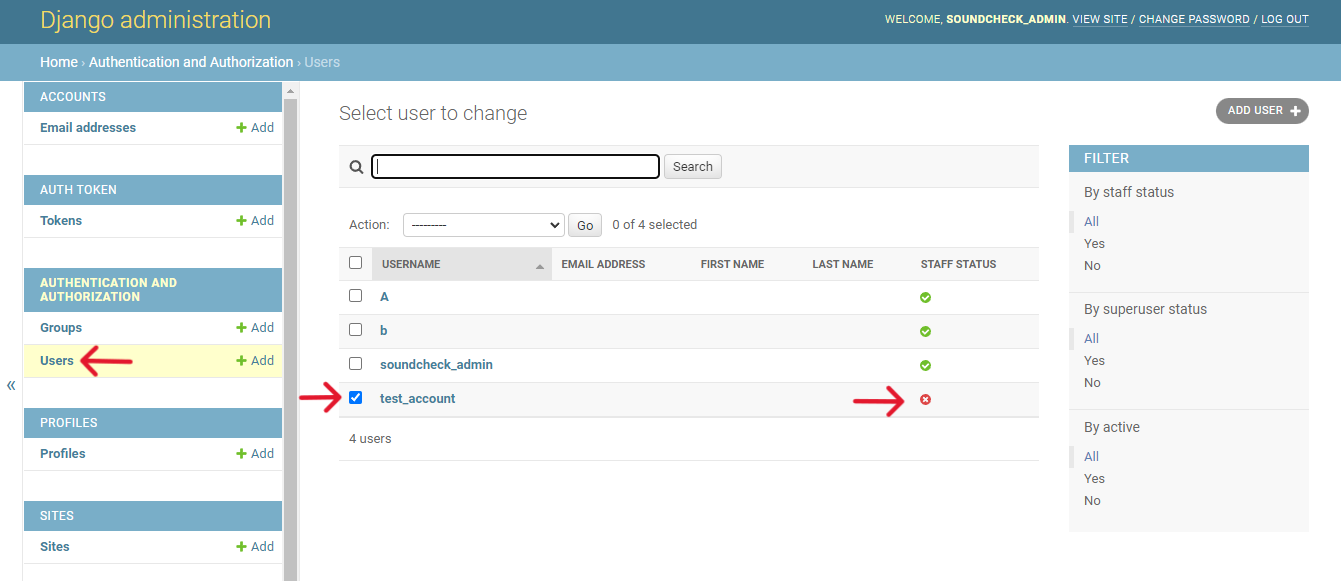 Django administration
WELCOME, SOUNDCHECK_ADMIN. VIEW SITE / CHANGE PASSWORD / LOG OUT
Home › Authentication and Authorization › Users
ACCOUNTS
Email addresses + Add
AUTH TOKEN
Tokens + Add
AUTHENTICATION AND
AUTHORIZATION
Groups + Add
Users + Add
PROFILES
Profiles + Add
SITES
Sites + Add
«
Select user to change
ADD USER +
Search
Action: --------- Go 0 of 4 selected
USERNAME EMAIL ADDRESS FIRST NAME LAST NAME STAFF STATUS
A
b
soundcheck_admin
test_account
4 users
FILTER
By staff status
All
Yes
No
By superuser status
All
Yes
No
By active
All
Yes
No